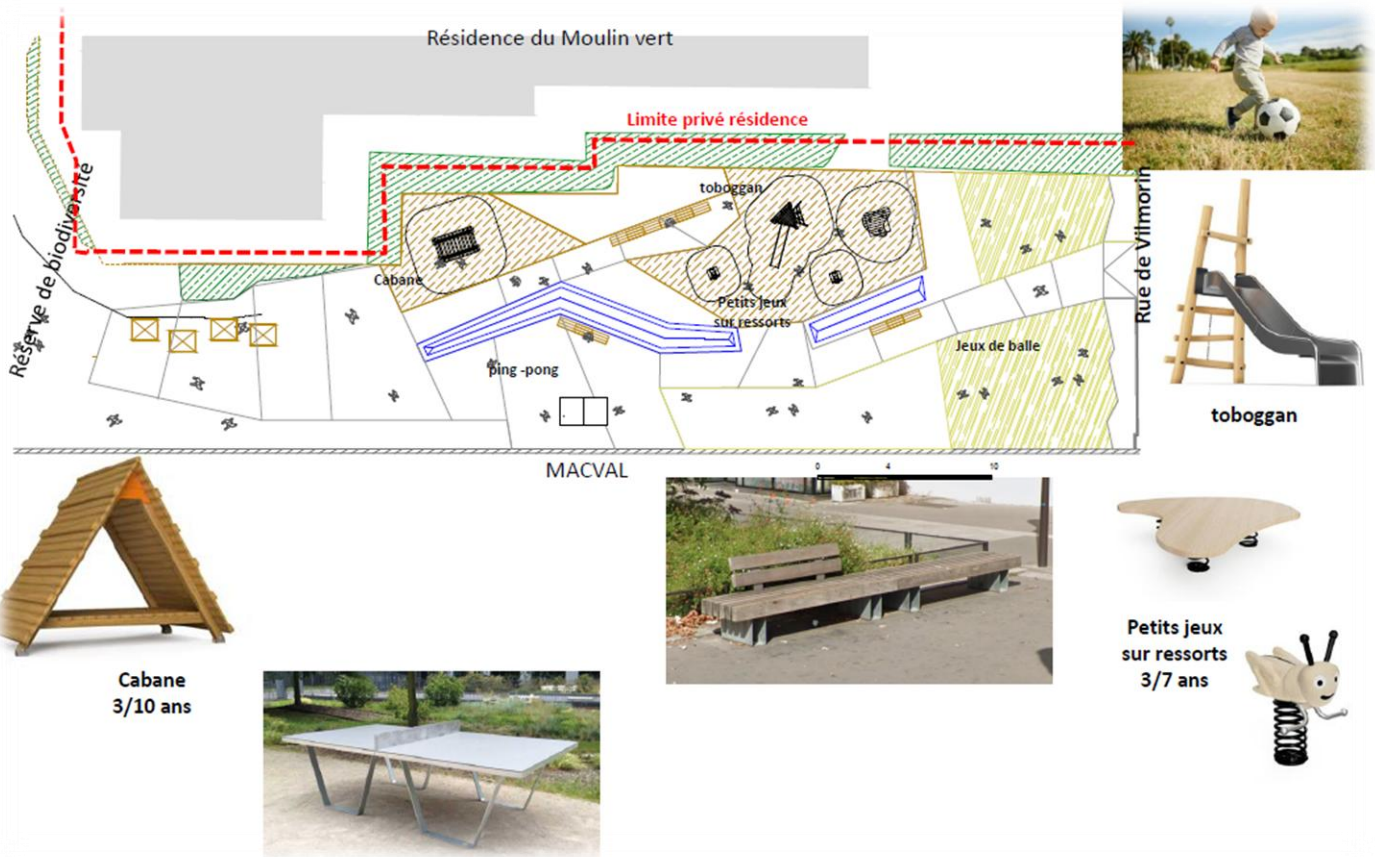 Résidence du Moulin vert
Limite privé résidence
Réserve de biodiversité
toboggan
Rue de Vilmorin
Cabane
Petits jeux
sur ressorts
Jeux de balle
ping -pong
toboggan
MACVAL
0 4 10
Cabane
3/10 ans
Petits jeux
sur ressorts
3/7 ans